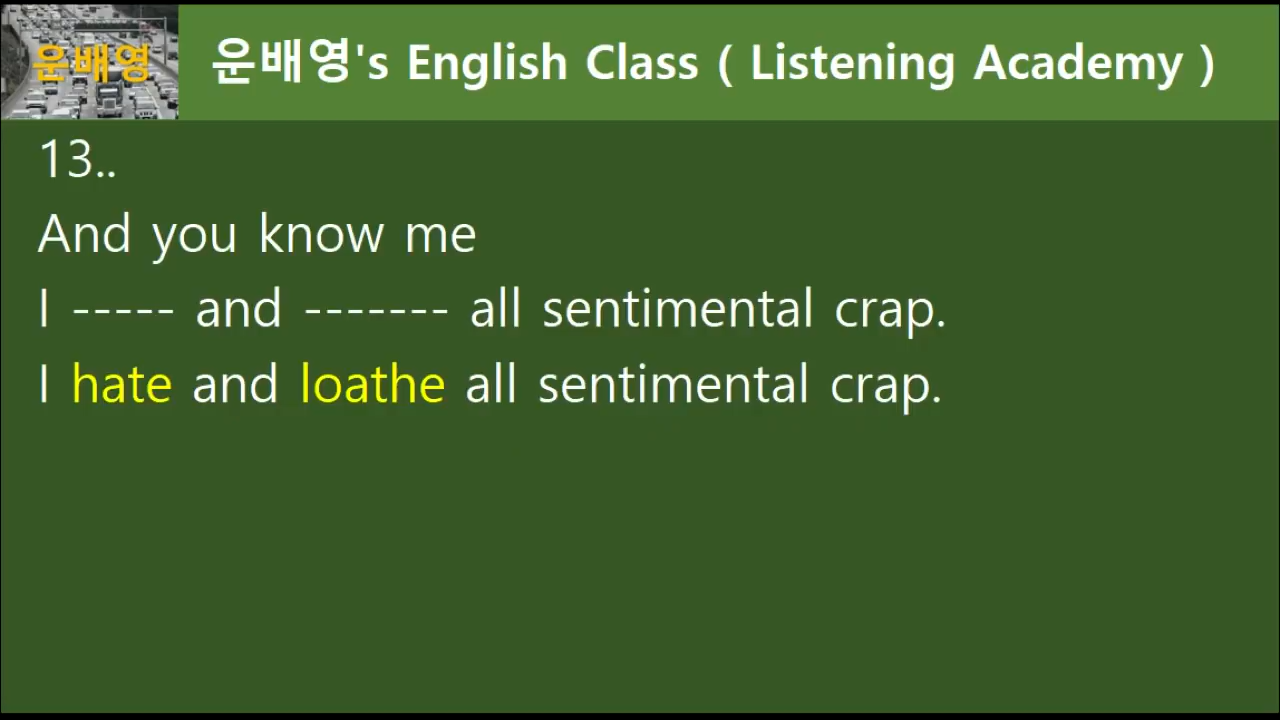 운배영
운배영's English Class ( Listening Academy )
13..
And you know me
I ----- and ------- all sentimental crap.
I hate and loathe all sentimental crap.